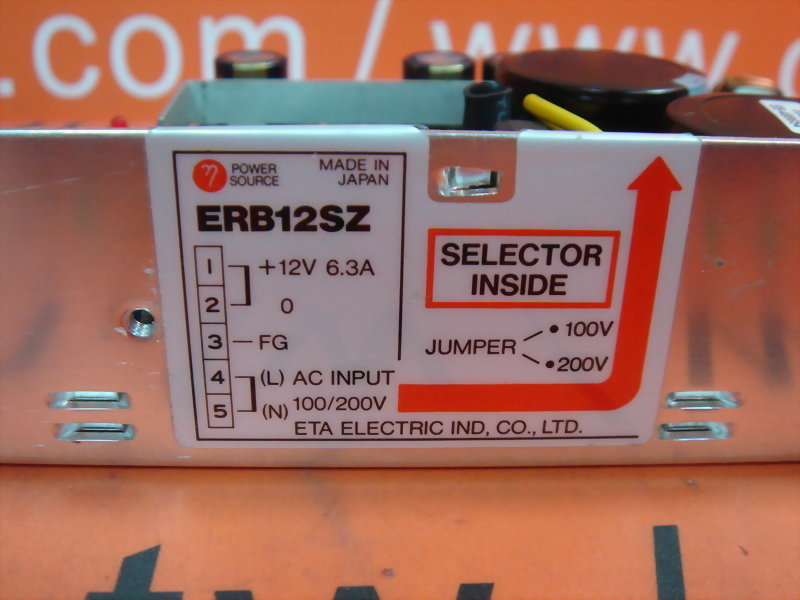 .com / www.
η POWER SOURCE
MADE IN JAPAN
ERB12SZ
1 +12V 6.3A
2 0
3 FG
4 (L) AC INPUT
5 (N) 100/200V
ETA ELECTRIC IND, CO., LTD.
SELECTOR
INSIDE
JUMPER
• 100V
• 200V